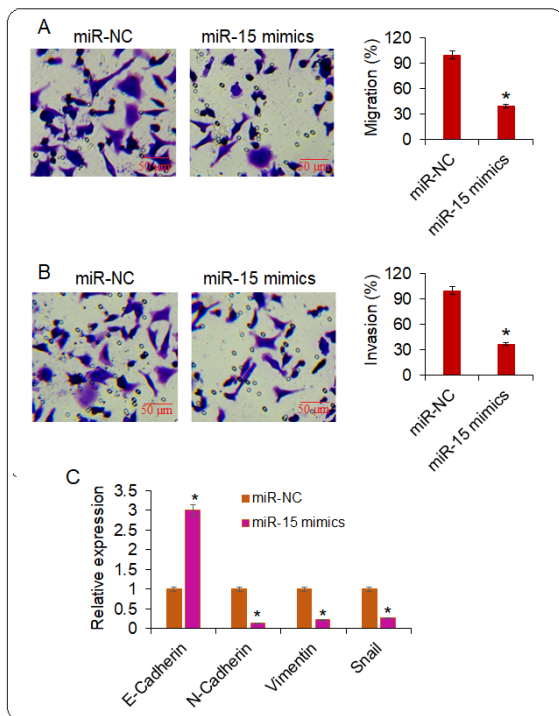 A
miR-NC
miR-15 mimics
50 µm
50 µm
Migration (%)
120
90
60
30
0
*
miR-NC
miR-15 mimics
B
miR-NC
miR-15 mimics
50 µm
50 µm
Invasion (%)
120
90
60
30
0
*
miR-NC
miR-15 mimics
C
Relative expression
3.5
3
2.5
2
1.5
1
0.5
0
miR-NC
miR-15 mimics
*
*
*
*
E-Cadherin
N-Cadherin
Vimentin
Snail